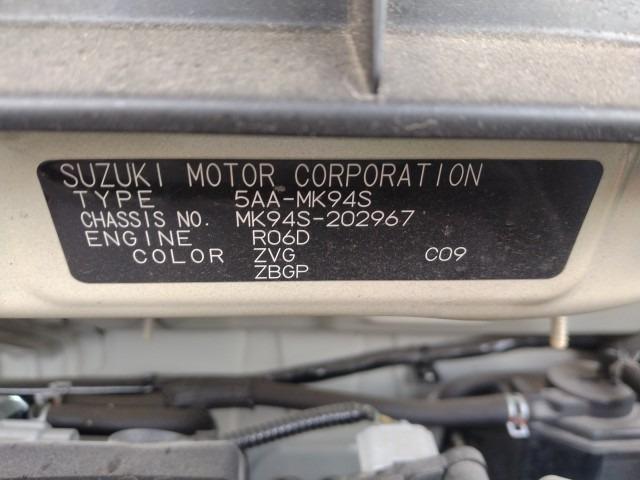 SUZUKI MOTOR CORPORATION
TYPE 5AA-MK94S
CHASSIS NO. MK94S-202967
ENGINE R06D
COLOR ZVG C09
ZBGP